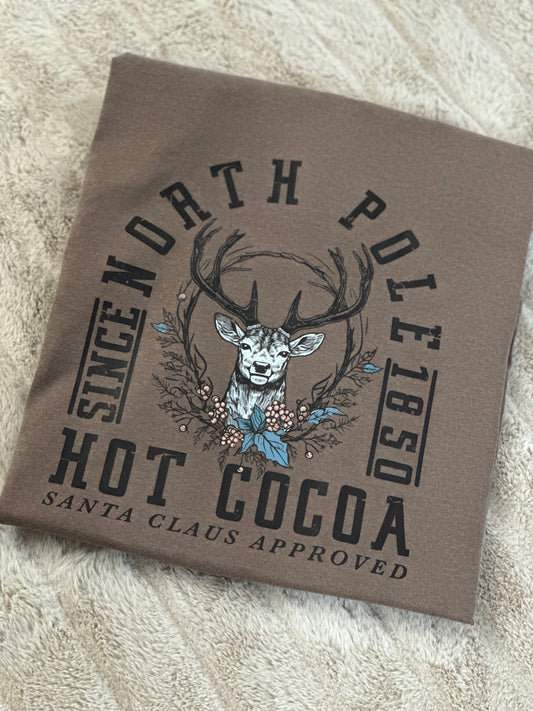 NORTH POLE
SINCE 1850
HOT COCOA
SANTA CLAUS APPROVED